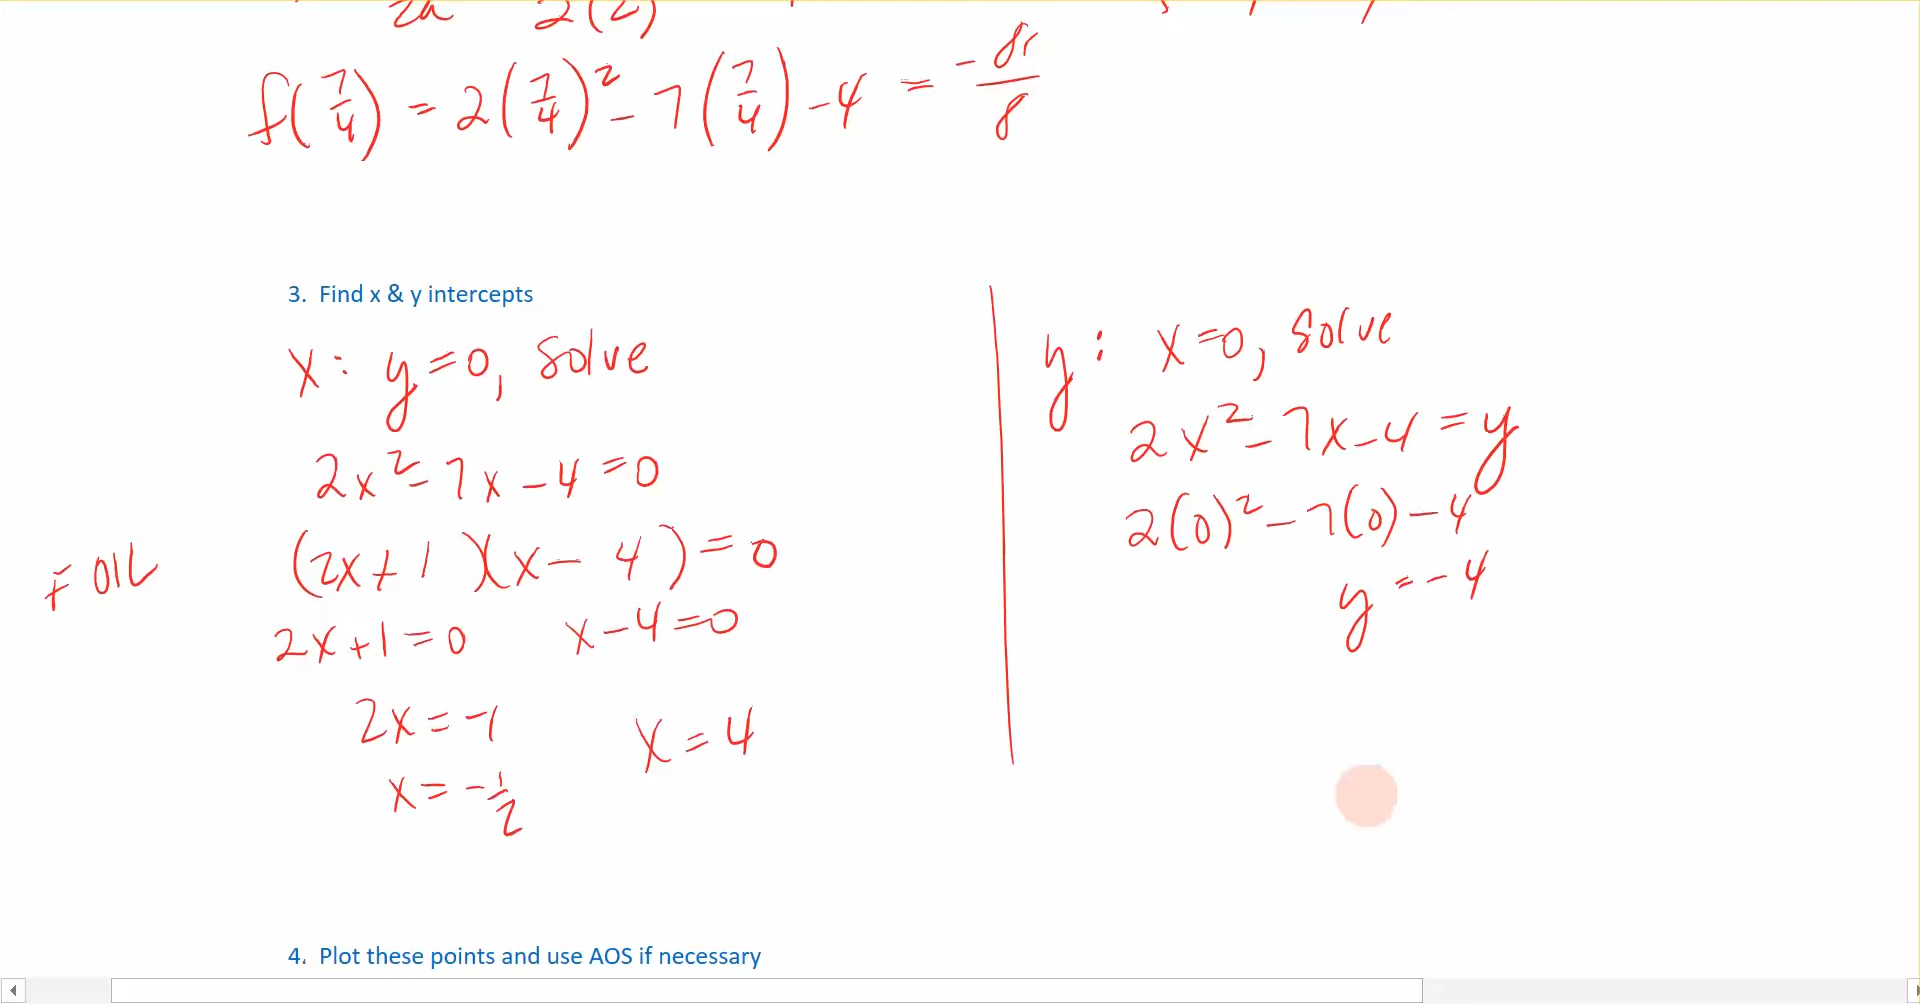 2a 2(2)
f(7/4) = 2(7/4)² - 7(7/4) - 4 = -81/8
3. Find x & y intercepts
x: y = 0, solve
2x² - 7x - 4 = 0
(2x + 1)(x - 4) = 0
FOIL
2x + 1 = 0 x - 4 = 0
2x = -1 x = 4
x = -1/2
y: x = 0, solve
2x² - 7x - 4 = y
2(0)² - 7(0) - 4
y = -4
4. Plot these points and use AOS if necessary